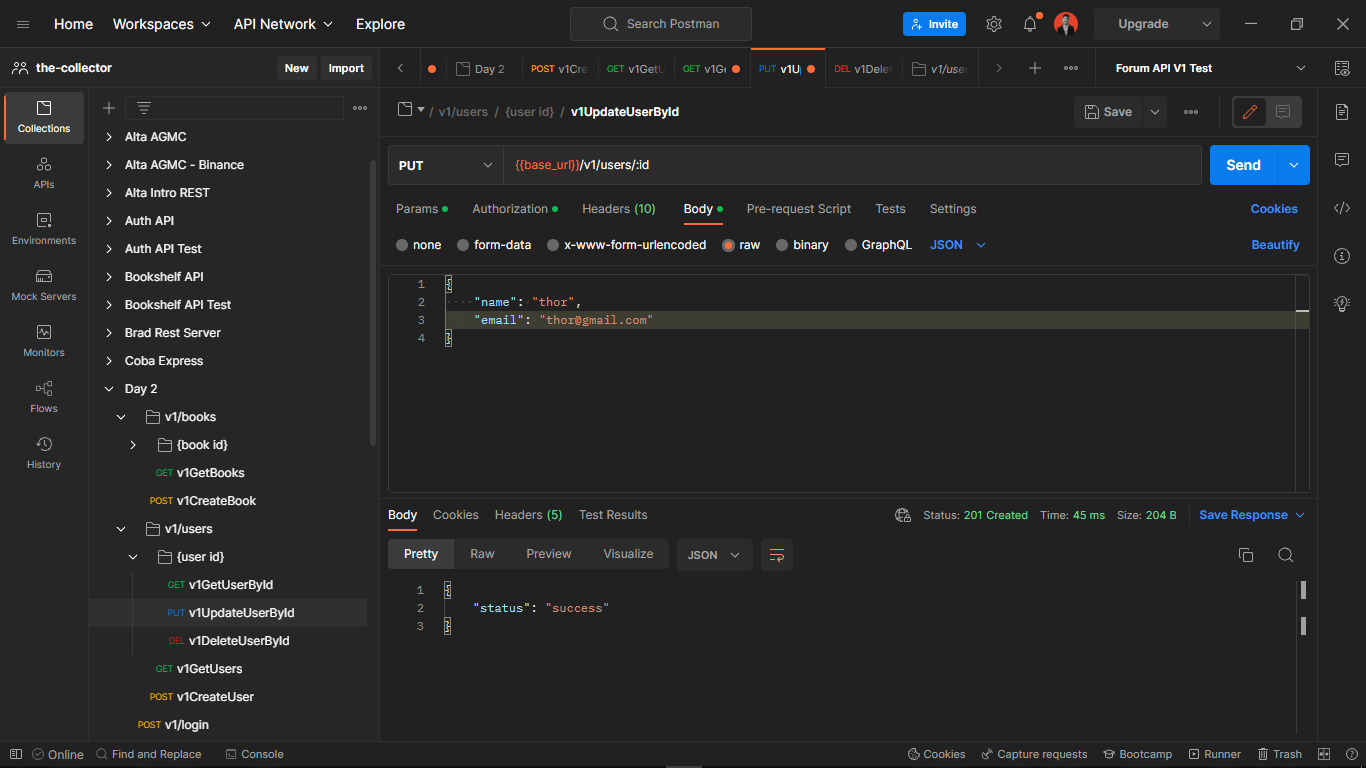 Home Workspaces API Network Explore Search Postman Invite Upgrade
the-collector New Import Day 2 POST v1Cre GET v1GetU GET v1Ge PUT v1U DEL v1Delet v1/user Forum API V1 Test
Collections
APIs
Environments
Mock Servers
Monitors
Flows
History
Alta AGMC
Alta AGMC - Binance
Alta Intro REST
Auth API
Auth API Test
Bookshelf API
Bookshelf API Test
Brad Rest Server
Coba Express
Day 2
v1/books
{book id}
GET v1GetBooks
POST v1CreateBook
v1/users
{user id}
GET v1GetUserById
PUT v1UpdateUserById
DEL v1DeleteUserById
GET v1GetUsers
POST v1CreateUser
POST v1/login
/ v1/users / {user id} / v1UpdateUserById Save
PUT {{base_url}}/v1/users/:id Send
Params Authorization Headers (10) Body Pre-request Script Tests Settings Cookies
none form-data x-www-form-urlencoded raw binary GraphQL JSON Beautify
1 {
2 "name": "thor",
3 "email": "thor@gmail.com"
4 }
Body Cookies Headers (5) Test Results Status: 201 Created Time: 45 ms Size: 204 B Save Response
Pretty Raw Preview Visualize JSON
1 {
2 "status": "success"
3 }
Online Find and Replace Console Cookies Capture requests Bootcamp Runner Trash